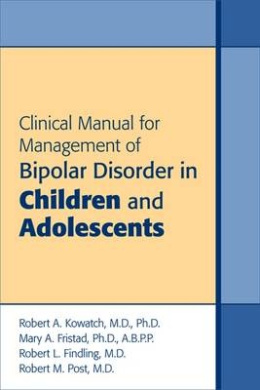 Clinical Manual for
Management of
Bipolar Disorder in
Children and
Adolescents
Robert A. Kowatch, M.D., Ph.D.
Mary A. Fristad, Ph.D., A.B.P.P.
Robert L. Findling, M.D.
Robert M. Post, M.D.